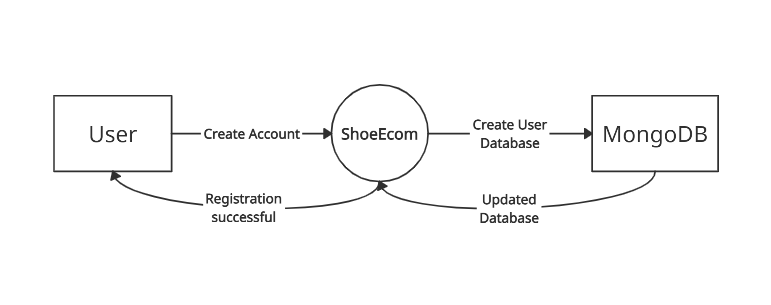 User
Create Account
ShoeEcom
Create User
Database
MongoDB
Registration
successful
Updated
Database